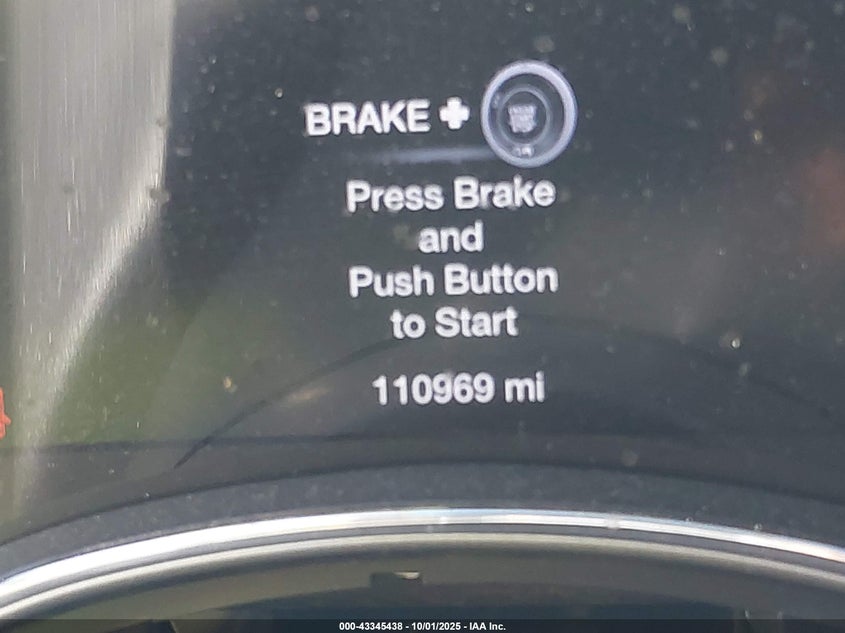 BRAKE +
Press Brake
and
Push Button
to Start
110969 mi
000-43345438 - 10/01/2025 - IAA Inc.